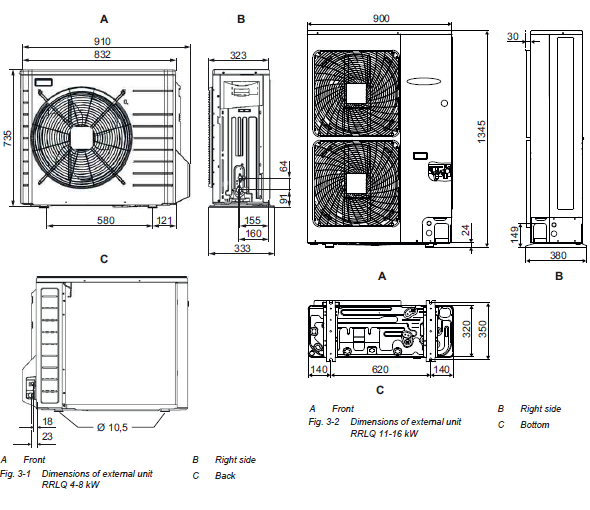 A
B
910
832
323
735
64
91
580
121
155
160
333
C
18
23
Ø 10,5
A Front
B Right side
Fig. 3-1 Dimensions of external unit
RRLQ 4-8 kW
C Back
900
30
1345
24
149
380
A
B
320
350
140
620
140
C
A Front
B Right side
Fig. 3-2 Dimensions of external unit
RRLQ 11-16 kW
C Bottom